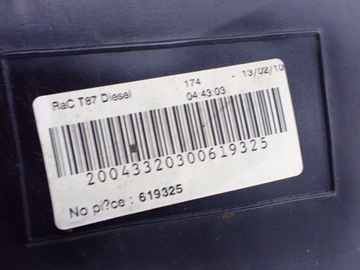 RaC T87 Diesel 174 - 13/02/10
04:43:03
20043320300619325
No pi?ce : 619325